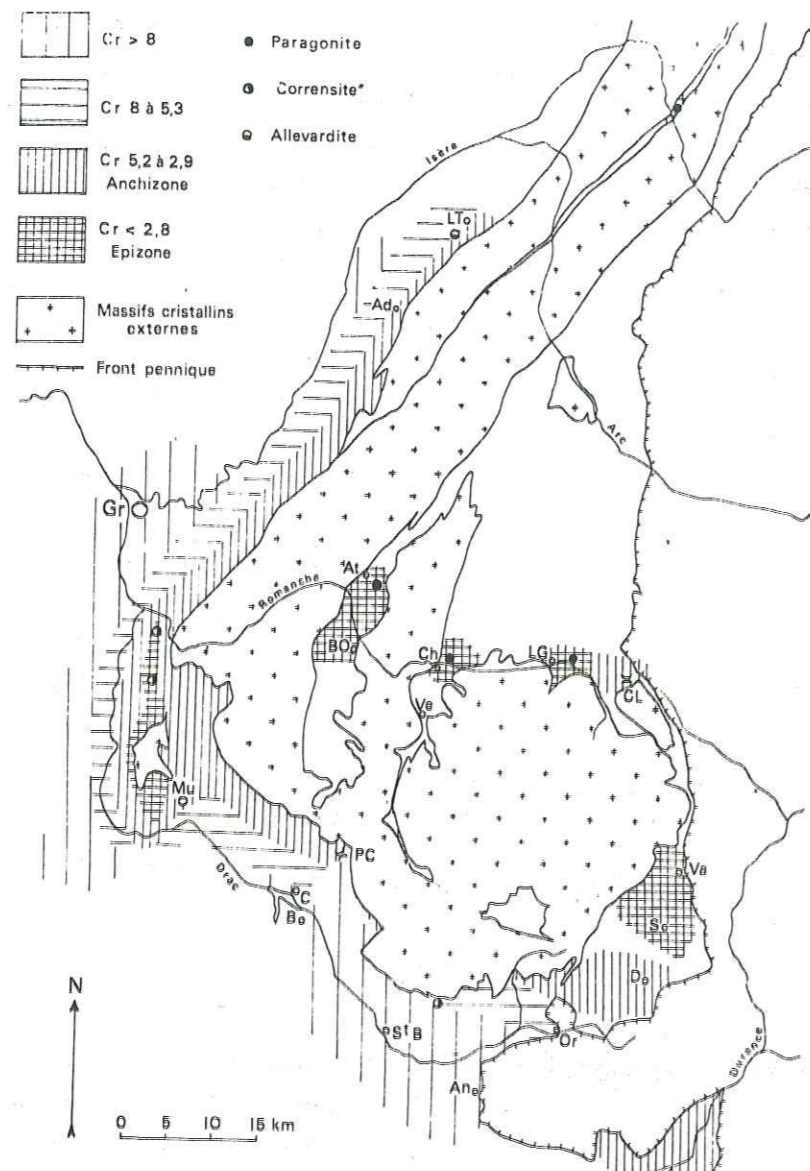 Cr > 8
Cr 8 à 5,3
Cr 5,2 à 2,9
Anchizone
Cr < 2,8
Epizone
Massifs cristallins
externes
Front pennique
Paragonite
Corrensite*
Allevardite
Isère
LT
Ad
Arc
Gr
Romanche
At
BO
Ch
LG
CL
Ve
Mu
PC
Drac
C
B
Va
S
D
N
St B
Or
An
Durance
0 5 10 15 km